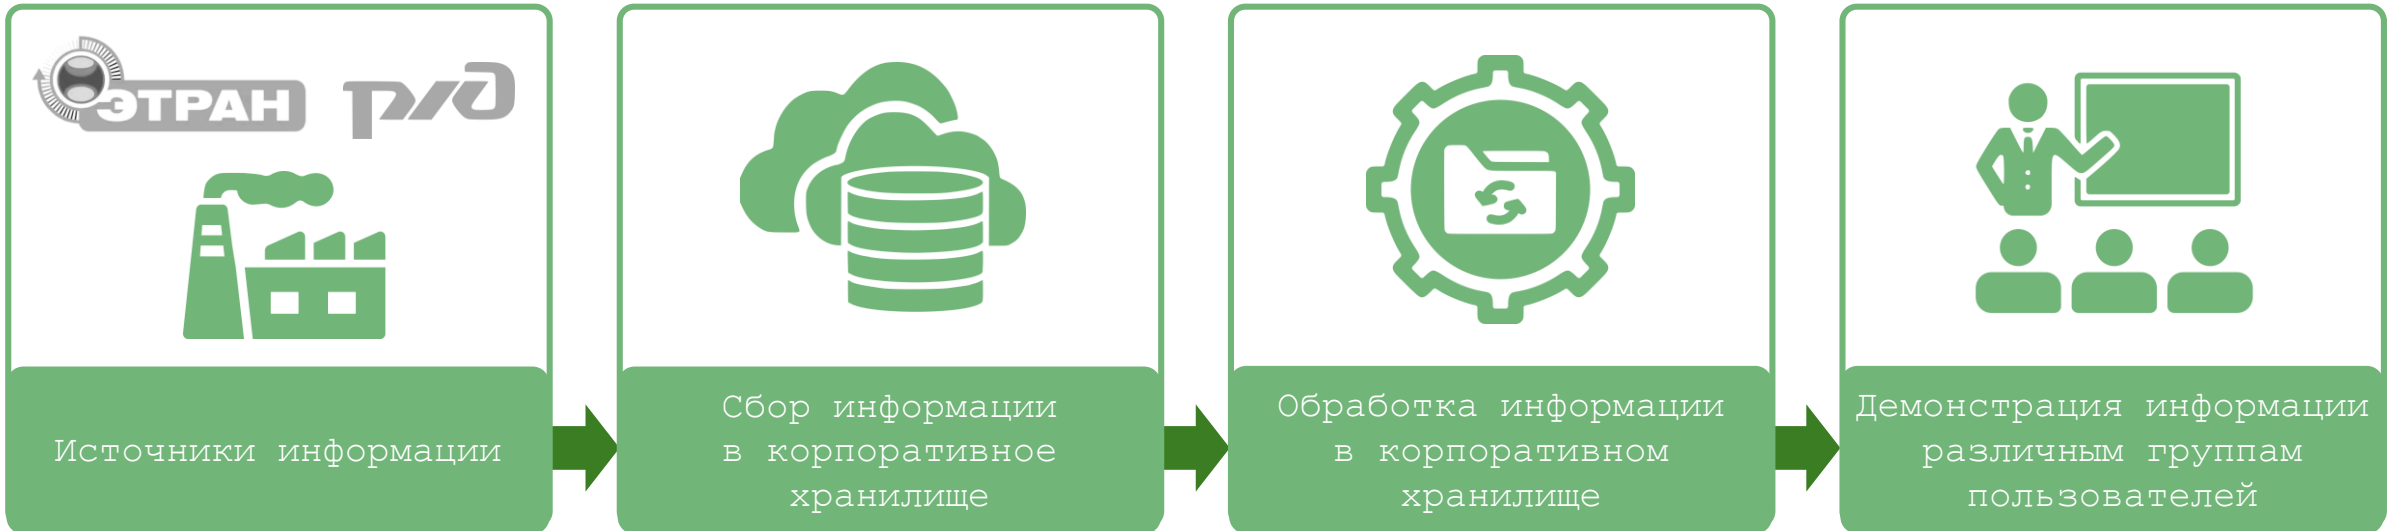 ЭТРАН
РЖД
Источники информации
Сбор информации
в корпоративное
хранилище
Обработка информации
в корпоративном
хранилище
Демонстрация информации
различным группам
пользователей